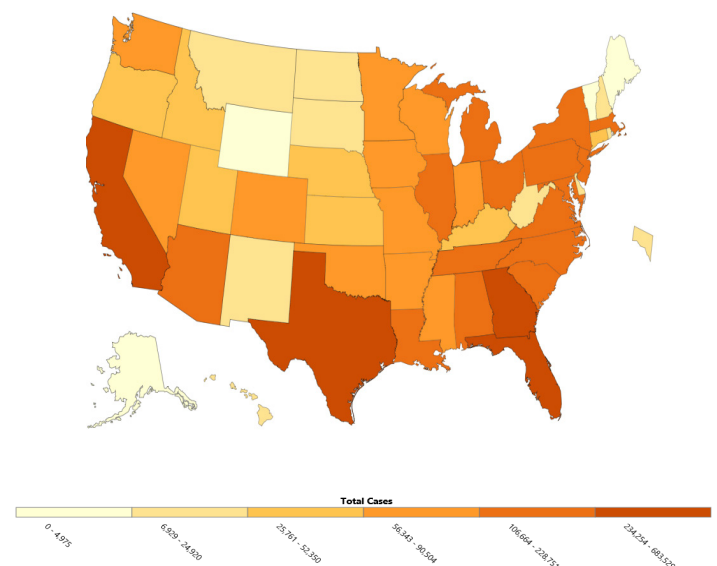 Total Cases
0 - 4,975
6,929 - 24,920
25,761 - 52,350
56,343 - 90,504
106,664 - 228,75
234,254 - 683,529